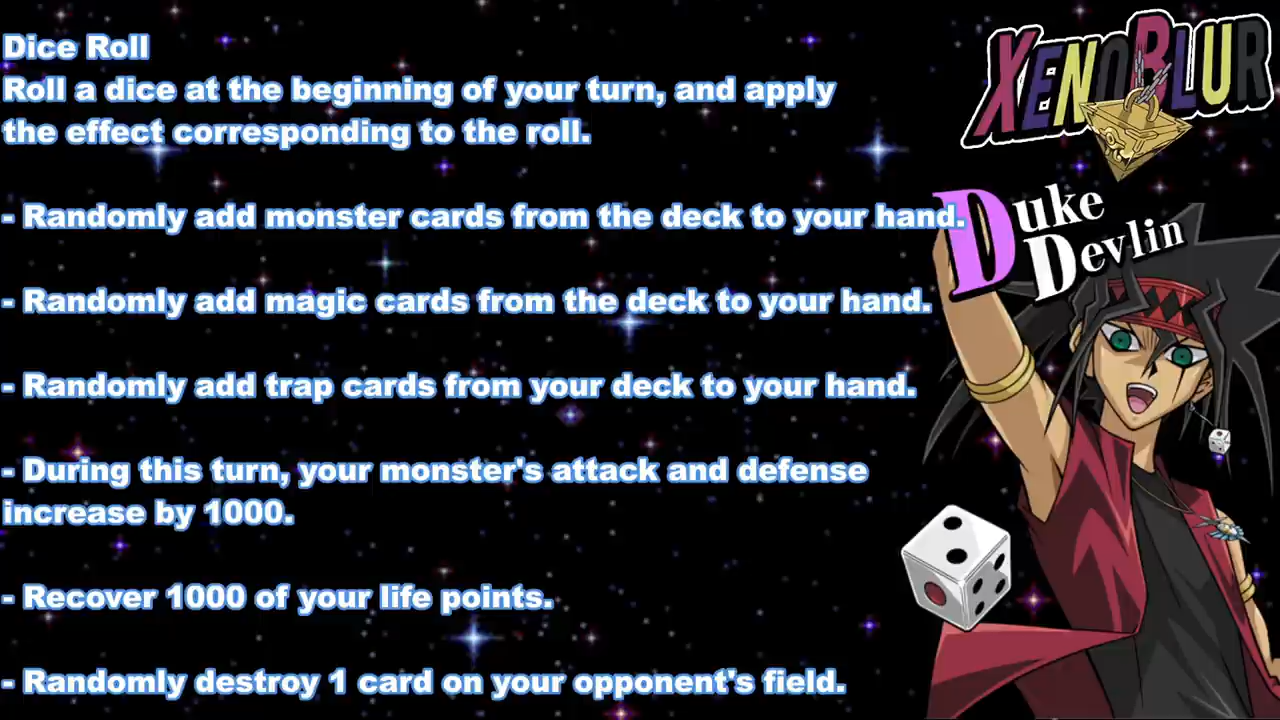 Dice Roll
Roll a dice at the beginning of your turn, and apply
the effect corresponding to the roll.
- Randomly add monster cards from the deck to your hand.
- Randomly add magic cards from the deck to your hand.
- Randomly add trap cards from your deck to your hand.
- During this turn, your monster's attack and defense
increase by 1000.
- Recover 1000 of your life points.
- Randomly destroy 1 card on your opponent's field.
XENOBLUR
Duke
Devlin